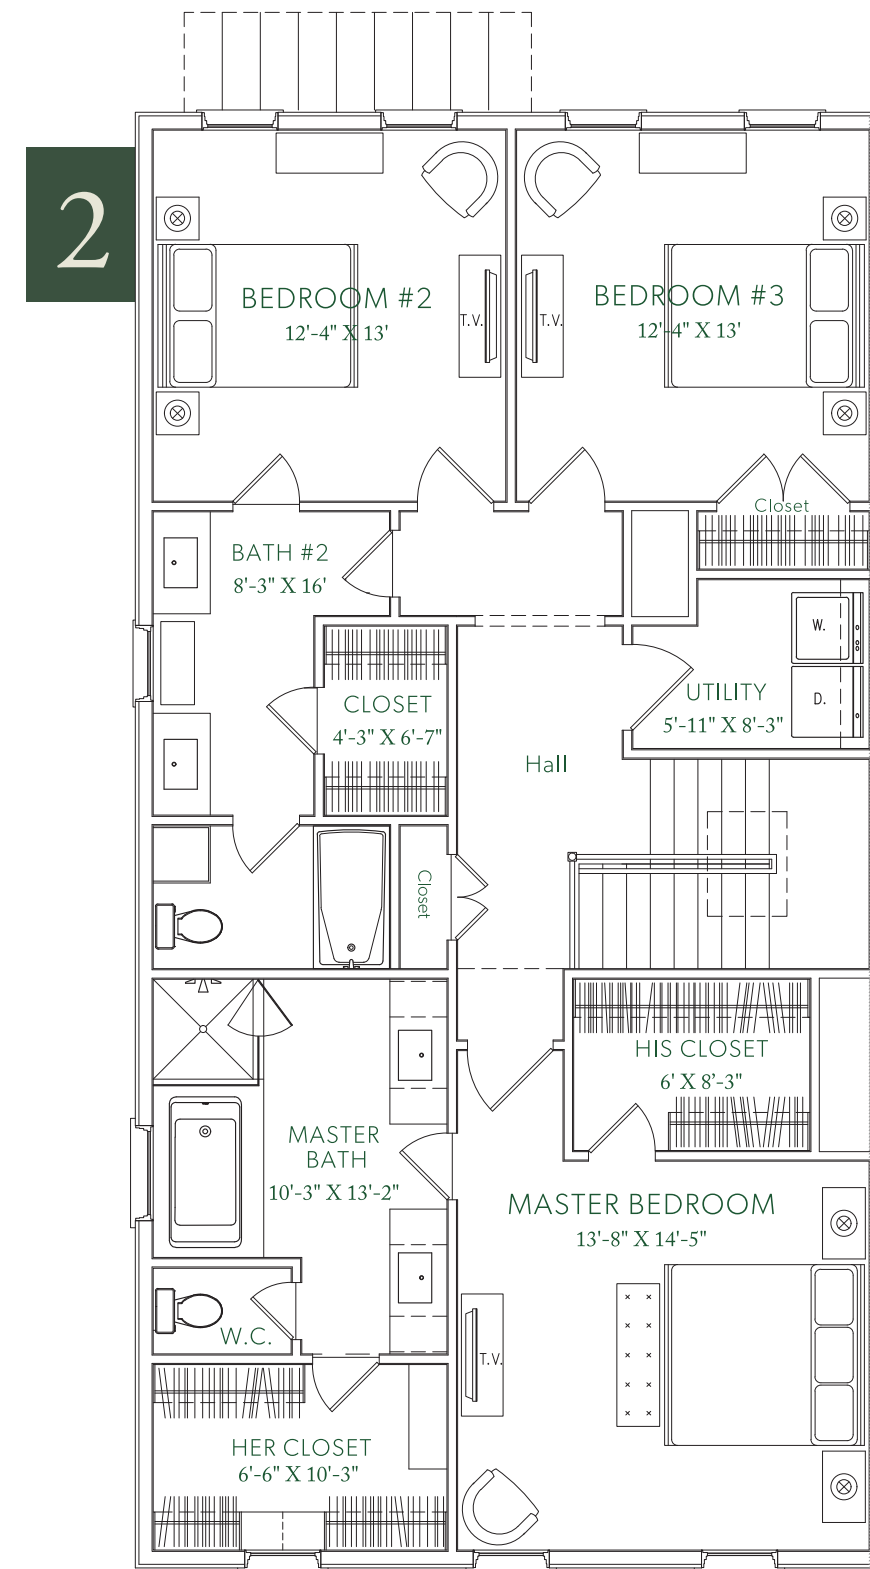 2
BEDROOM #2
12'-4" X 13'
T.V.
T.V.
BEDROOM #3
12'-4" X 13'
Closet
BATH #2
8'-3" X 16'
W.
D.
UTILITY
5'-11" X 8'-3"
CLOSET
4'-3" X 6'-7"
Hall
Closet
HIS CLOSET
6' X 8'-3"
MASTER
BATH
10'-3" X 13'-2"
MASTER BEDROOM
13'-8" X 14'-5"
W.C.
T.V.
HER CLOSET
6'-6" X 10'-3"